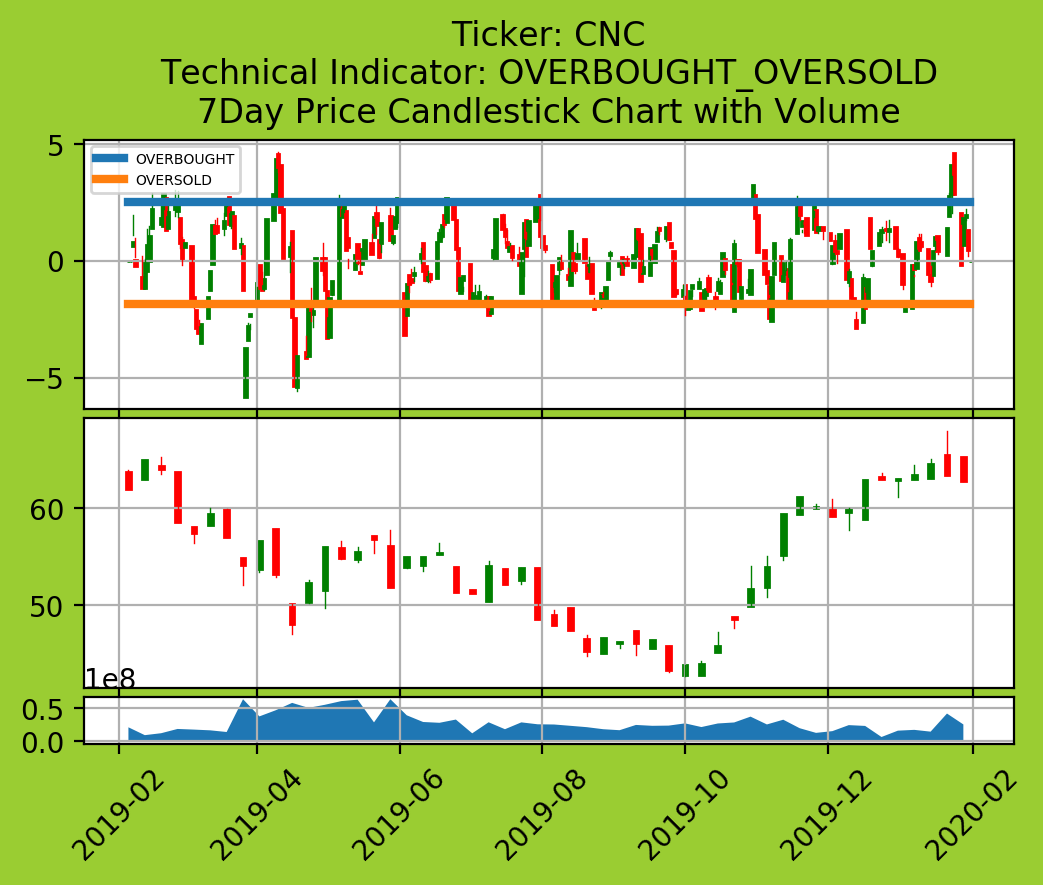 Ticker: CNC
Technical Indicator: OVERBOUGHT_OVERSOLD
7Day Price Candlestick Chart with Volume
OVERBOUGHT
OVERSOLD
5
0
−5
60
50
1e8
0.5
0.0
2019-02
2019-04
2019-06
2019-08
2019-10
2019-12
2020-02